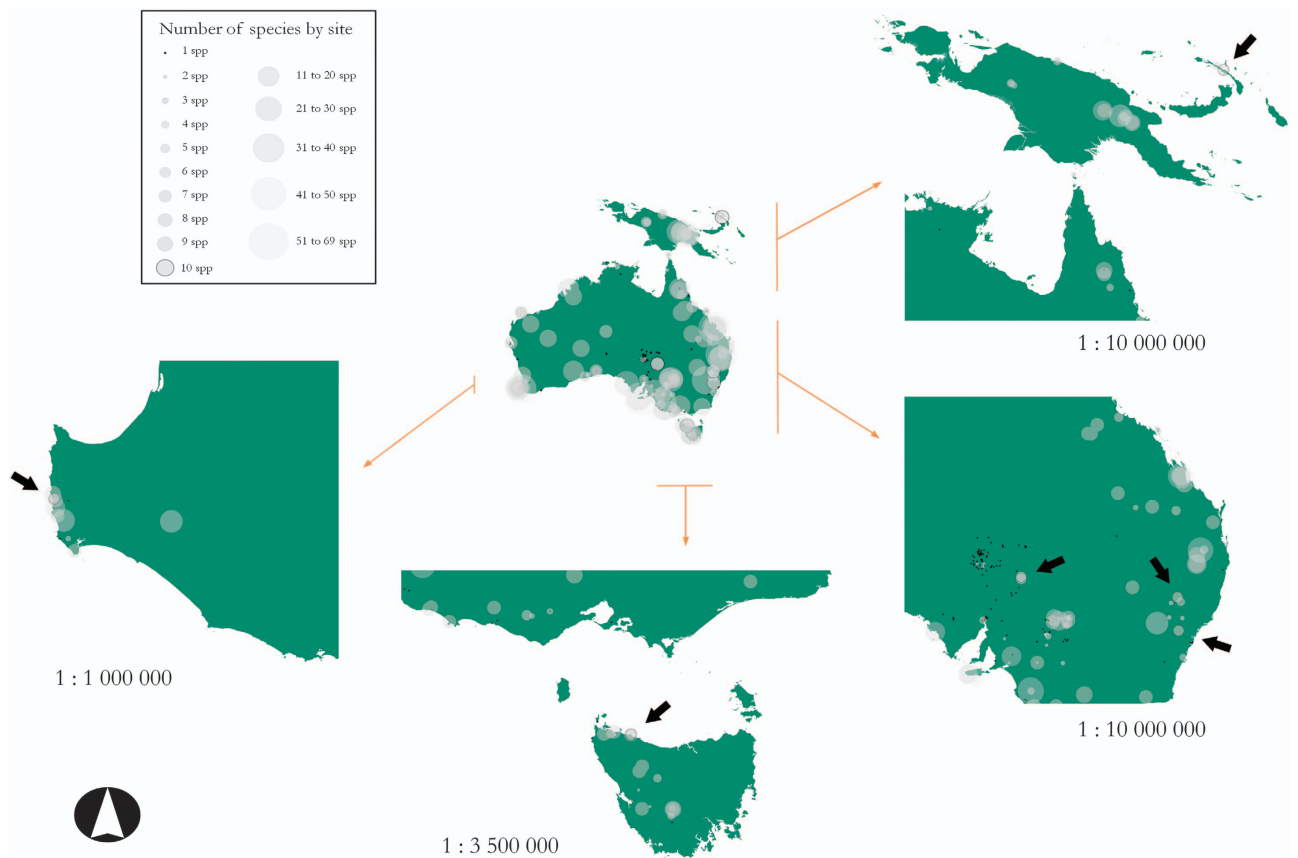 Number of species by site
1 spp
2 spp
3 spp
4 spp
5 spp
6 spp
7 spp
8 spp
9 spp
10 spp
11 to 20 spp
21 to 30 spp
31 to 40 spp
41 to 50 spp
51 to 69 spp
1 : 10 000 000
1 : 1 000 000
1 : 10 000 000
1 : 3 500 000